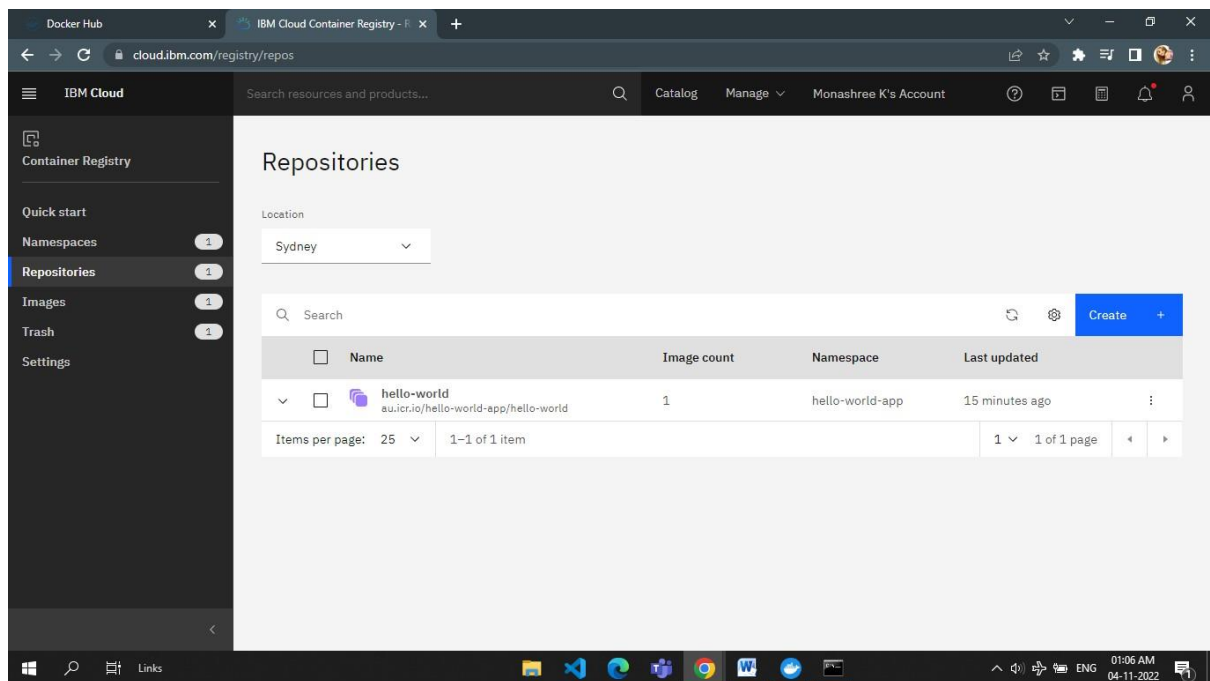 Docker Hub
IBM Cloud Container Registry - R
cloud.ibm.com/registry/repos
IBM Cloud
Search resources and products...
Catalog
Manage
Monashree K's Account
Container Registry
Quick start
Namespaces 1
Repositories 1
Images 1
Trash 1
Settings
Repositories
Location
Sydney
Search
Create +
Name Image count Namespace Last updated
hello-world
au.icr.io/hello-world-app/hello-world
1 hello-world-app 15 minutes ago
Items per page: 25 1–1 of 1 item 1 1 of 1 page
Links
ENG
01:06 AM
04-11-2022